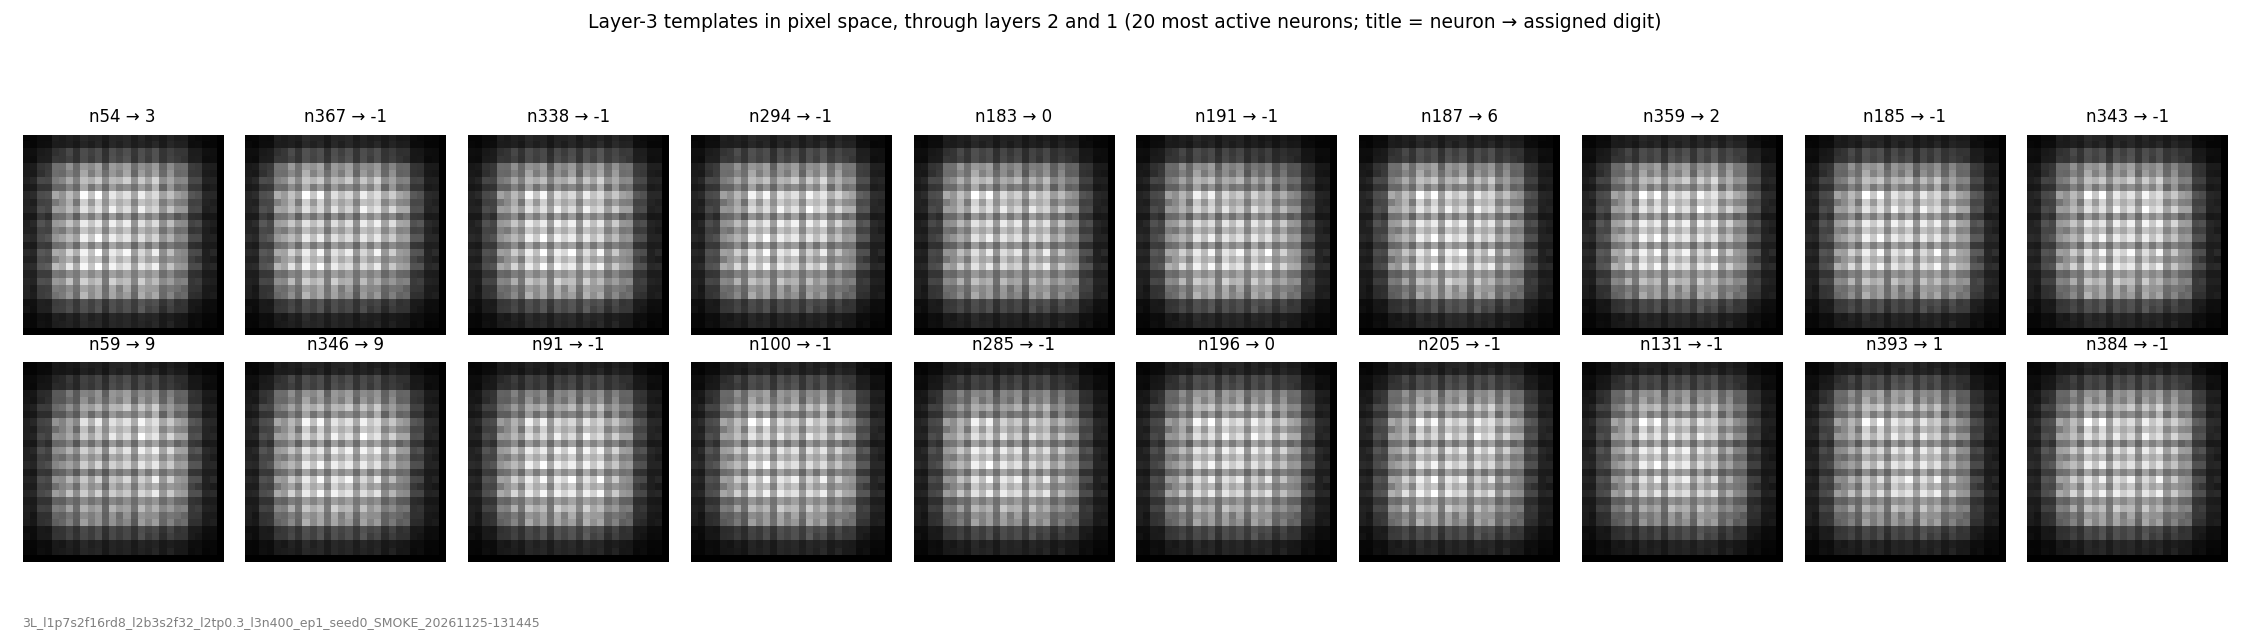 Layer-3 templates in pixel space, through layers 2 and 1 (20 most active neurons; title = neuron → assigned digit)
n54 → 3 n367 → -1 n338 → -1 n294 → -1 n183 → 0 n191 → -1 n187 → 6 n359 → 2 n185 → -1 n343 → -1
n59 → 9 n346 → 9 n91 → -1 n100 → -1 n285 → -1 n196 → 0 n205 → -1 n131 → -1 n393 → 1 n384 → -1
3L_l1p7s2f16rd8_l2b3s2f32_l2tp0.3_l3n400_ep1_seed0_SMOKE_20261125-131445